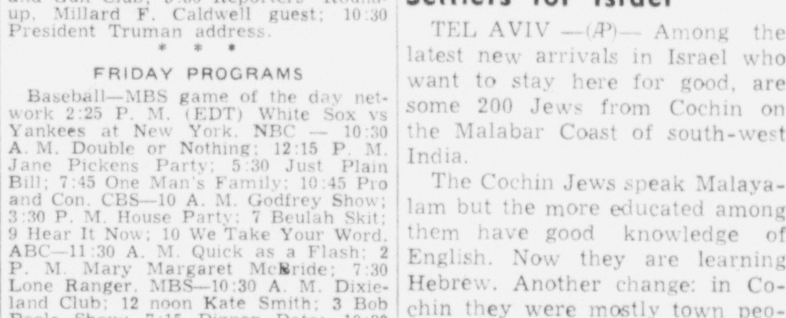 up, Millard F. Caldwell guest; 10:30
President Truman address.
* * *
FRIDAY PROGRAMS
Baseball—MBS game of the day net-
work 2:25 P. M. (EDT) White Sox vs
Yankees at New York. NBC — 10:30
A. M. Double or Nothing; 12:15 P. M.
Jane Pickens Party; 5:30 Just Plain
Bill; 7:45 One Man's Family; 10:45 Pro
and Con. CBS—10 A. M. Godfrey Show;
3:30 P. M. House Party; 7 Beulah Skit;
9 Hear It Now; 10 We Take Your Word.
ABC—11:30 A. M. Quick as a Flash; 2
P. M. Mary Margaret McBride; 7:30
Lone Ranger. MBS—10:30 A. M. Dixie-
land Club; 12 noon Kate Smith; 3 Bob
Settlers for Israel
TEL AVIV —(AP)— Among the
latest new arrivals in Israel who
want to stay here for good, are
some 200 Jews from Cochin on
the Malabar Coast of south-west
India.
The Cochin Jews speak Malaya-
lam but the more educated among
them have good knowledge of
English. Now they are learning
Hebrew. Another change: in Co-
chin they were mostly town peo-